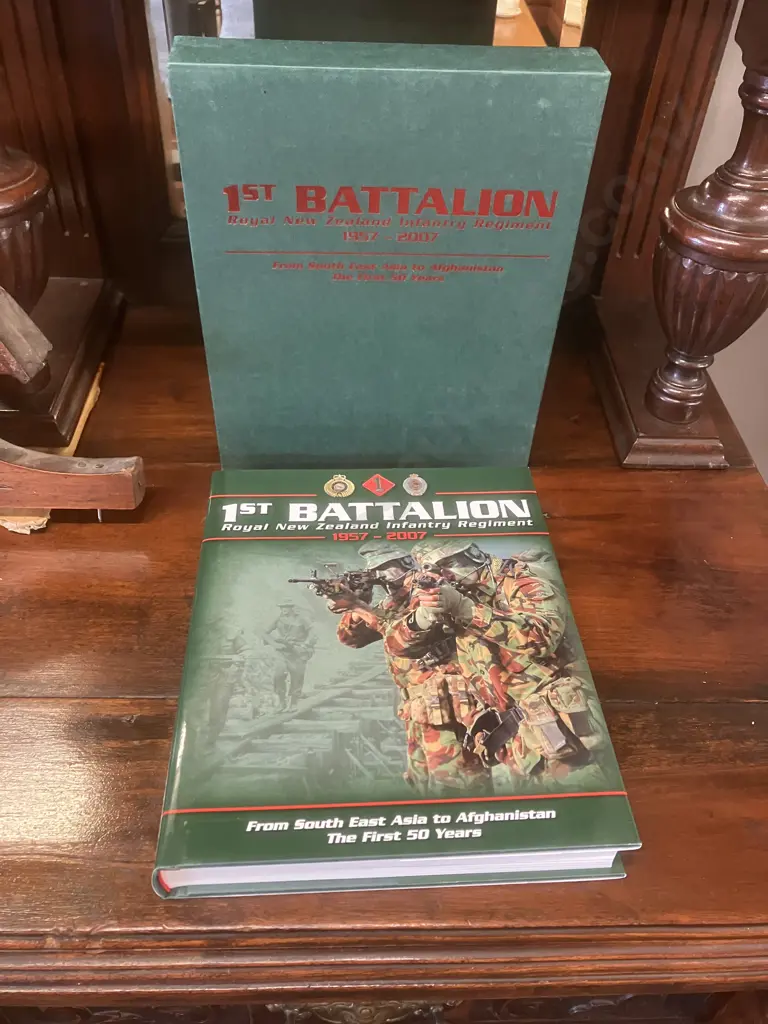 1ST BATTALION
Royal New Zealand Infantry Regiment
1957 - 2007
From South East Asia to Afghanistan
The First 50 Years
1
1ST BATTALION
Royal New Zealand Infantry Regiment
1957 - 2007
From South East Asia to Afghanistan
The First 50 Years